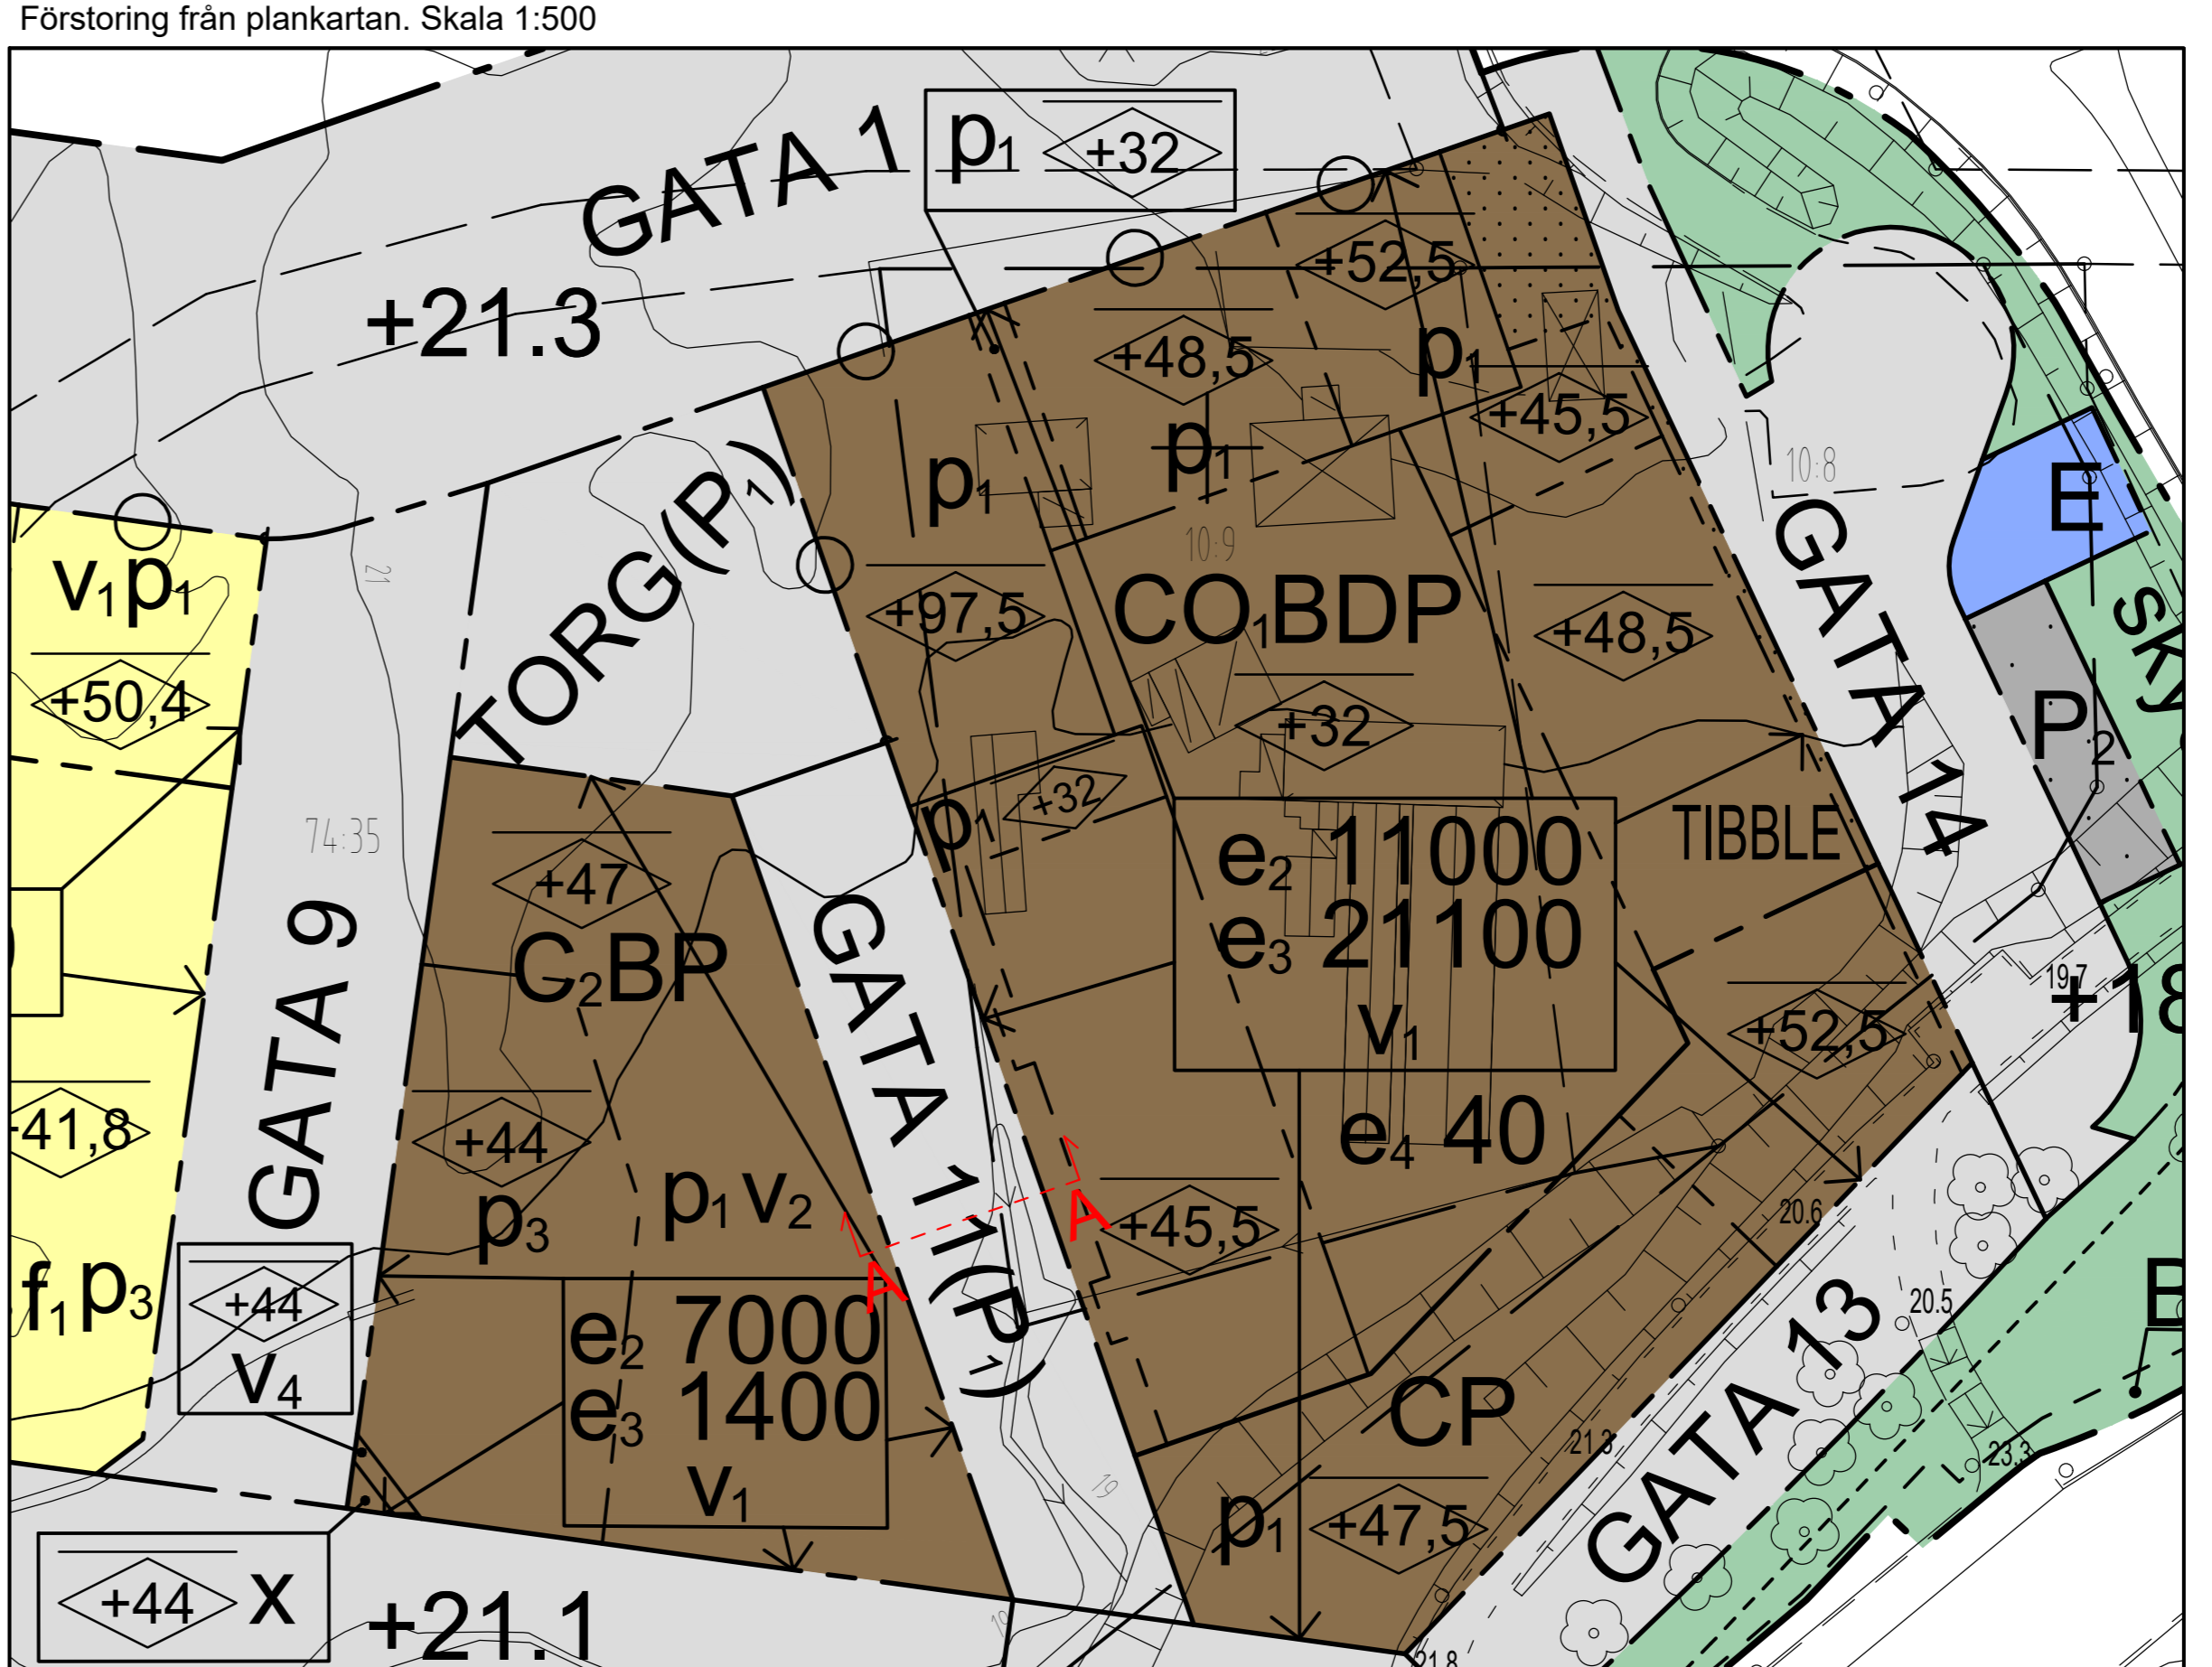 Förstoring från plankartan. Skala 1:500
GATA 1
p1 +32
+52,5
+21.3
+48,5
p1
+45,5
p1
p1
10:8
E
TORG(P1)
v1p1
21
10:9
GATA 14
+97,5
CO1BDP
+48,5
sky
+50,4
+32
P2
p1 +32
TIBBLE
74:35
+47
e2 11000
e3 21100
v1
GATA 9
C2BP
GATA 11(P1)
19.7
+18
+52,5
+41,8
+44
e4 40
p3
p1 v2
A
A
+45,5
20.6
f1p3
+44
v4
e2 7000
e3 1400
v1
20.5
GATA 13
CP
21.3
23.3
19
p1
+47,5
+44 x
+21.1
19
21.8